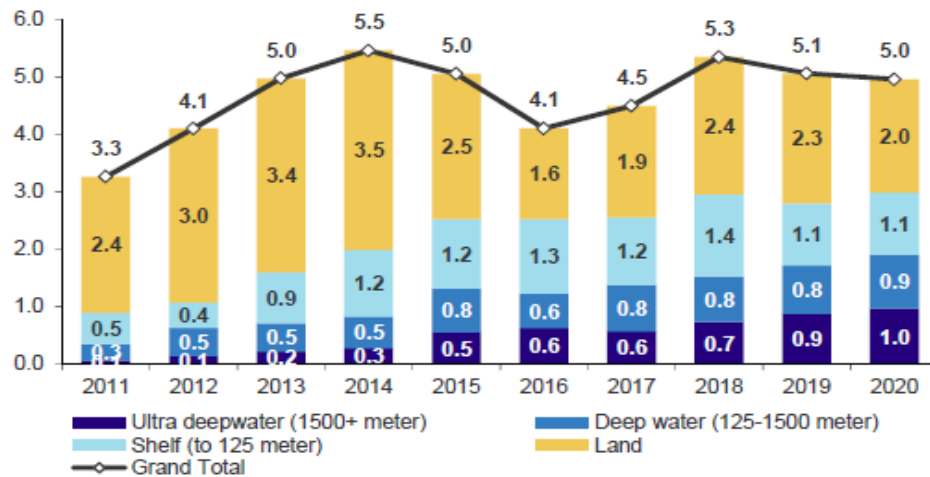 6.0
5.0
4.0
3.0
2.0
1.0
0.0
3.3 4.1 5.0 5.5 5.0 4.1 4.5 5.3 5.1 5.0
2.4 3.0 3.4 3.5 2.5 1.6 1.9 2.4 2.3 2.0
0.5 0.4 0.9 1.2 1.2 1.3 1.2 1.4 1.1 1.1
0.3 0.5 0.5 0.5 0.8 0.6 0.8 0.8 0.8 0.9
0.1 0.1 0.2 0.3 0.5 0.6 0.6 0.7 0.9 1.0
2011 2012 2013 2014 2015 2016 2017 2018 2019 2020
Ultra deepwater (1500+ meter) Deep water (125-1500 meter)
Shelf (to 125 meter) Land
Grand Total